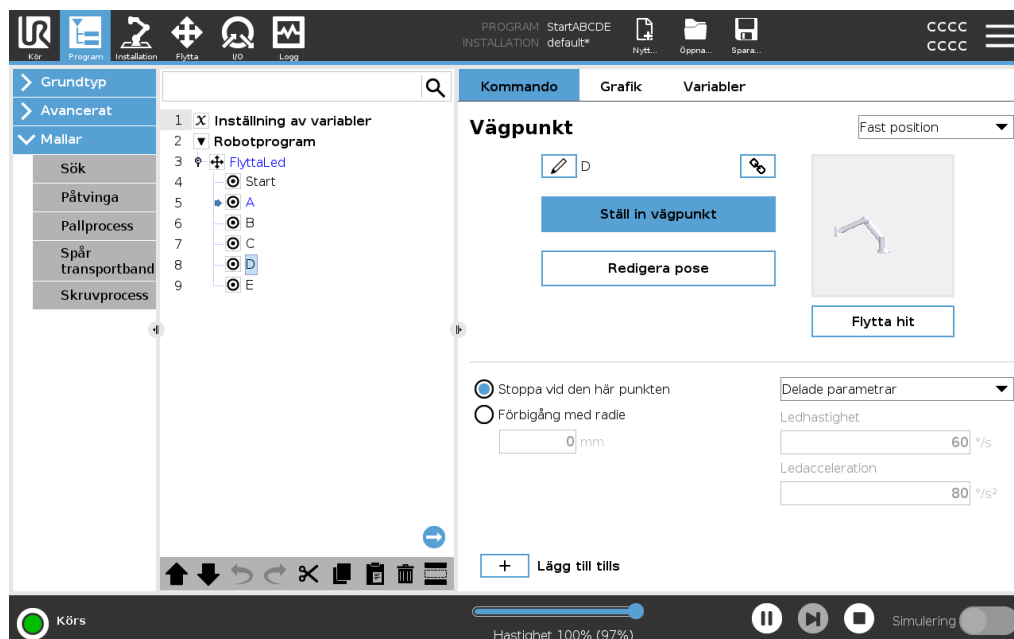 PROGRAM StartABCDE
INSTALLATION default*
CCCC
CCCC
Kör
Program
Installation
Flytta
I/O
Logg
Nytt...
Öppna...
Spara...
Grundtyp
Avancerat
Mallar
Sök
Påtvinga
Pallprocess
Spår
transportband
Skruvprocess
1 X Inställning av variabler
2 Robotprogram
3 FlyttaLed
4 Start
5 A
6 B
7 C
8 D
9 E
Kommando Grafik Variabler
Vägpunkt
Fast position
D
Ställ in vägpunkt
Redigera pose
Flytta hit
Stoppa vid den här punkten
Förbigång med radie
0 mm
Delade parametrar
Ledhastighet
60 °/s
Ledacceleration
80 °/s²
+ Lägg till tills
Körs
Hastighet 100% (97%)
Simulering